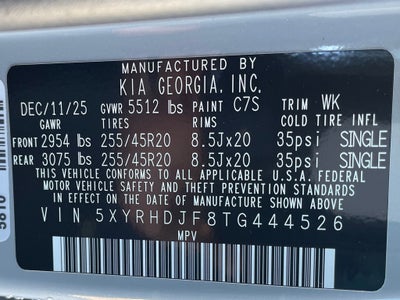 MANUFACTURED BY
KIA GEORGIA, INC.
DEC/11/25 GVWR 5512 lbs PAINT C7S TRIM WK
GAWR TIRES COLD TIRE INFL
FRONT 2954 lbs 255/45R20 8.5Jx20 35psi SINGLE
REAR 3075 lbs 255/45R20 8.5Jx20 35psi SINGLE
THIS VEHICLE CONFORMS TO ALL APPLICABLE U.S.A FEDERAL
MOTOR VEHICLE SAFETY, BUMPER, AND THEFT PREVENTION
STANDARDS IN EFFECT ON THE DATE OF MANUFACTURE SHOWN ABOVE
VIN 5XYRHDJF8TG444526
MPV
5810